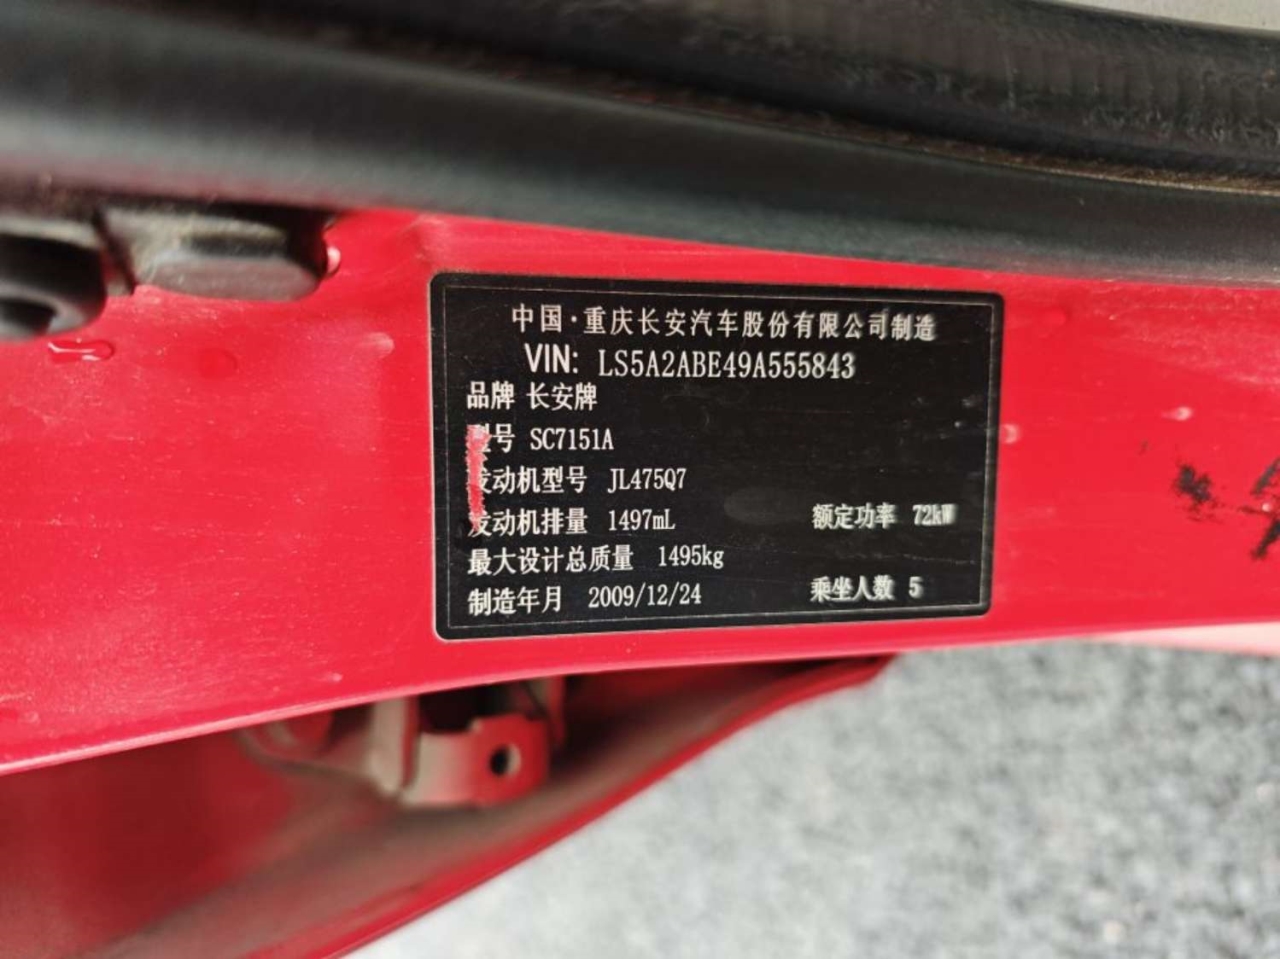 中国·重庆长安汽车股份有限公司制造
VIN: LS5A2ABE49A555843
品牌 长安牌
型号 SC7151A
发动机型号 JL475Q7
发动机排量 1497mL 额定功率 72kW
最大设计总质量 1495kg
制造年月 2009/12/24 乘坐人数 5